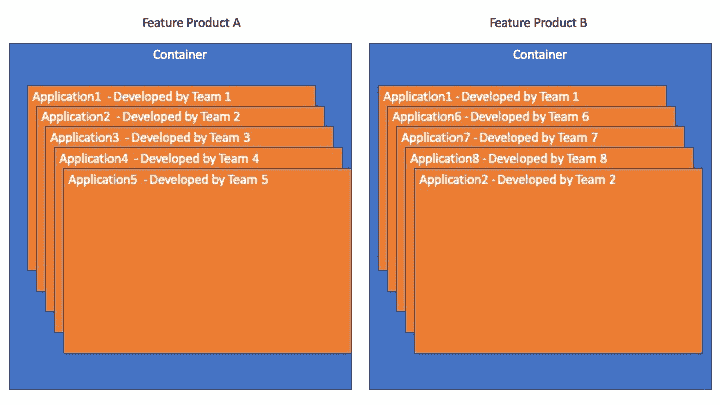 Feature Product A
Container
Application1 - Developed by Team 1
Application2 - Developed by Team 2
Application3 - Developed by Team 3
Application4 - Developed by Team 4
Application5 - Developed by Team 5
Feature Product B
Container
Application1 - Developed by Team 1
Application6 - Developed by Team 6
Application7 - Developed by Team 7
Application8 - Developed by Team 8
Application2 - Developed by Team 2